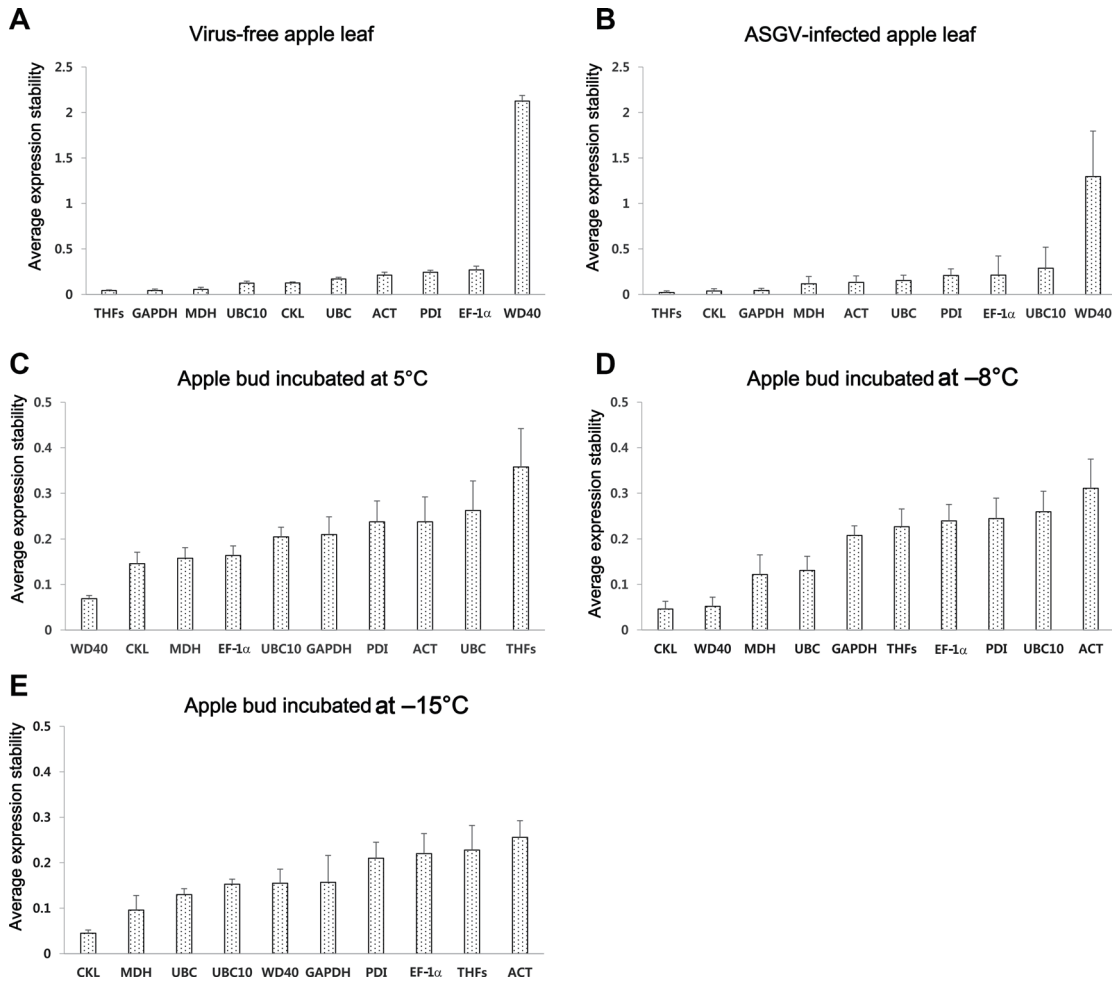 A
Virus-free apple leaf
Average expression stability
2.5
2
1.5
1
0.5
0
THFs GAPDH MDH UBC10 CKL UBC ACT PDI EF-1α WD40
B
ASGV-infected apple leaf
Average expression stability
2.5
2
1.5
1
0.5
0
THFs CKL GAPDH MDH ACT UBC PDI EF-1α UBC10 WD40
C
Apple bud incubated at 5°C
Average expression stability
0.5
0.4
0.3
0.2
0.1
0
WD40 CKL MDH EF-1α UBC10 GAPDH PDI ACT UBC THFs
D
Apple bud incubated at –8°C
Average expression stability
0.5
0.4
0.3
0.2
0.1
0
CKL WD40 MDH UBC GAPDH THFs EF-1α PDI UBC10 ACT
E
Apple bud incubated at –15°C
Average expression stability
0.5
0.4
0.3
0.2
0.1
0
CKL MDH UBC UBC10 WD40 GAPDH PDI EF-1α THFs ACT